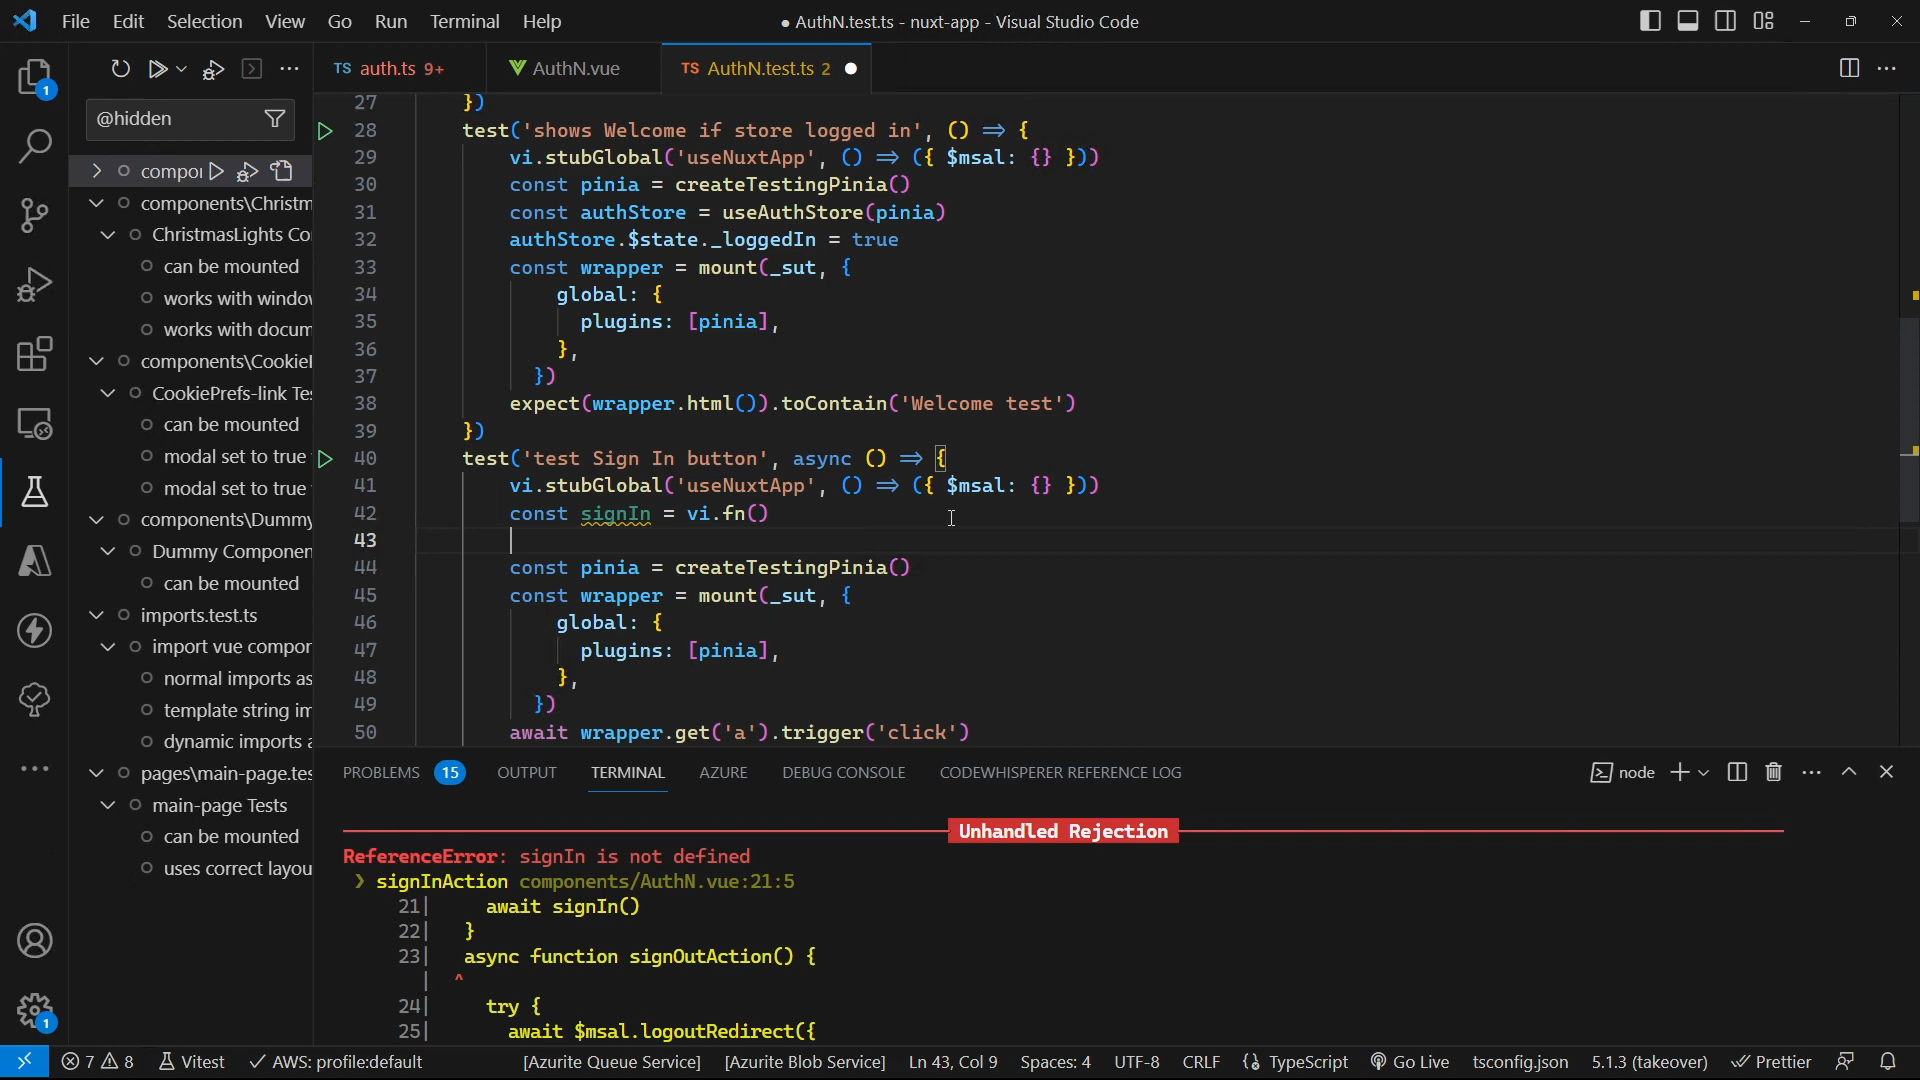 File Edit Selection View Go Run Terminal Help
● AuthN.test.ts - nuxt-app - Visual Studio Code
TS auth.ts 9+
AuthN.vue
TS AuthN.test.ts 2
@hidden
1
compo
components\Christm
ChristmasLights Co
can be mounted
works with windo
works with docum
components\Cookie
CookiePrefs-link Te
can be mounted
modal set to true
modal set to true
components\Dummy
Dummy Componen
can be mounted
imports.test.ts
import vue compor
normal imports as
template string im
dynamic imports a
pages\main-page.tes
main-page Tests
can be mounted
uses correct layou
1
27 })
28 test('shows Welcome if store logged in', () => {
29 vi.stubGlobal('useNuxtApp', () => ({ $msal: {} }))
30 const pinia = createTestingPinia()
31 const authStore = useAuthStore(pinia)
32 authStore.$state._loggedIn = true
33 const wrapper = mount(_sut, {
34 global: {
35 plugins: [pinia],
36 },
37 })
38 expect(wrapper.html()).toContain('Welcome test')
39 })
40 test('test Sign In button', async () => {
41 vi.stubGlobal('useNuxtApp', () => ({ $msal: {} }))
42 const signIn = vi.fn()
43
44 const pinia = createTestingPinia()
45 const wrapper = mount(_sut, {
46 global: {
47 plugins: [pinia],
48 },
49 })
50 await wrapper.get('a').trigger('click')
PROBLEMS 15 OUTPUT TERMINAL AZURE DEBUG CONSOLE CODEWHISPERER REFERENCE LOG
node
Unhandled Rejection
ReferenceError: signIn is not defined
❯ signInAction components/AuthN.vue:21:5
21| await signIn()
22| }
23| async function signOutAction() {
| ^
24| try {
25| await $msal.logoutRedirect({
7 8 Vitest AWS: profile:default [Azurite Queue Service] [Azurite Blob Service] Ln 43, Col 9 Spaces: 4 UTF-8 CRLF {} TypeScript Go Live tsconfig.json 5.1.3 (takeover) Prettier